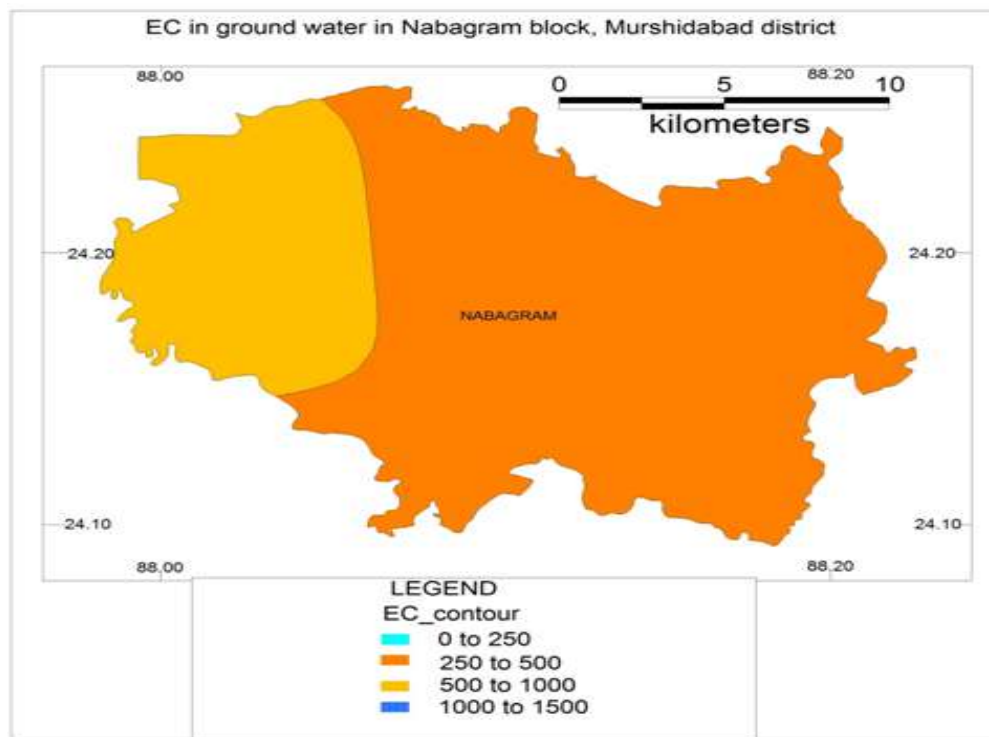 EC in ground water in Nabagram block, Murshidabad district
88.00
88.20
0 5 10
kilometers
24.20
24.20
NABAGRAM
24.10
24.10
88.00
88.20
LEGEND
EC_contour
0 to 250
250 to 500
500 to 1000
1000 to 1500